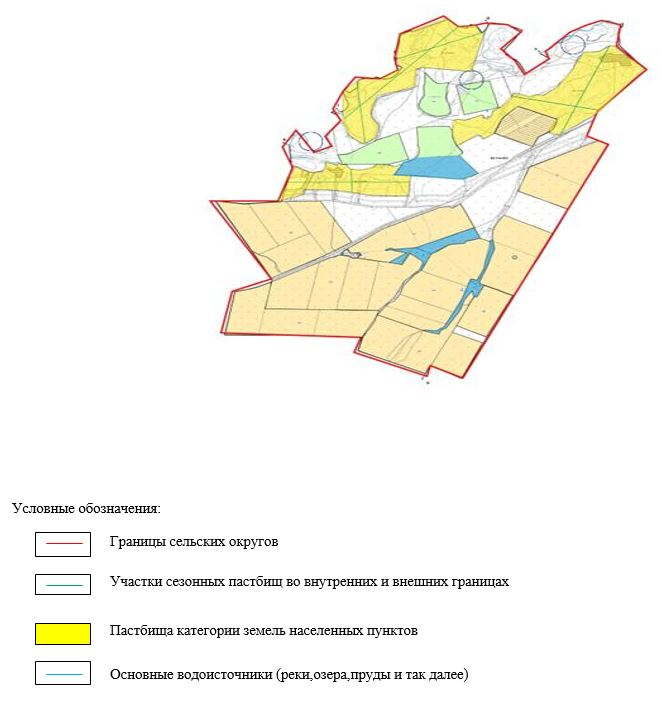 Условные обозначения:
Границы сельских округов
Участки сезонных пастбищ во внутренних и внешних границах
Пастбища категории земель населенных пунктов
Основные водоисточники (реки,озера,пруды и так далее)